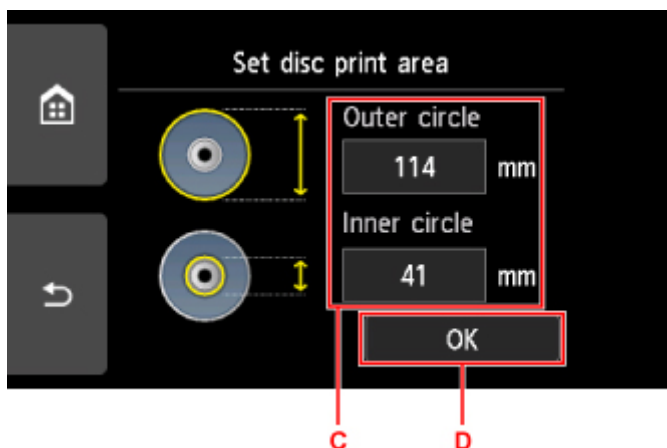 Set disc print area
Outer circle
114 mm
Inner circle
41 mm
OK
C D